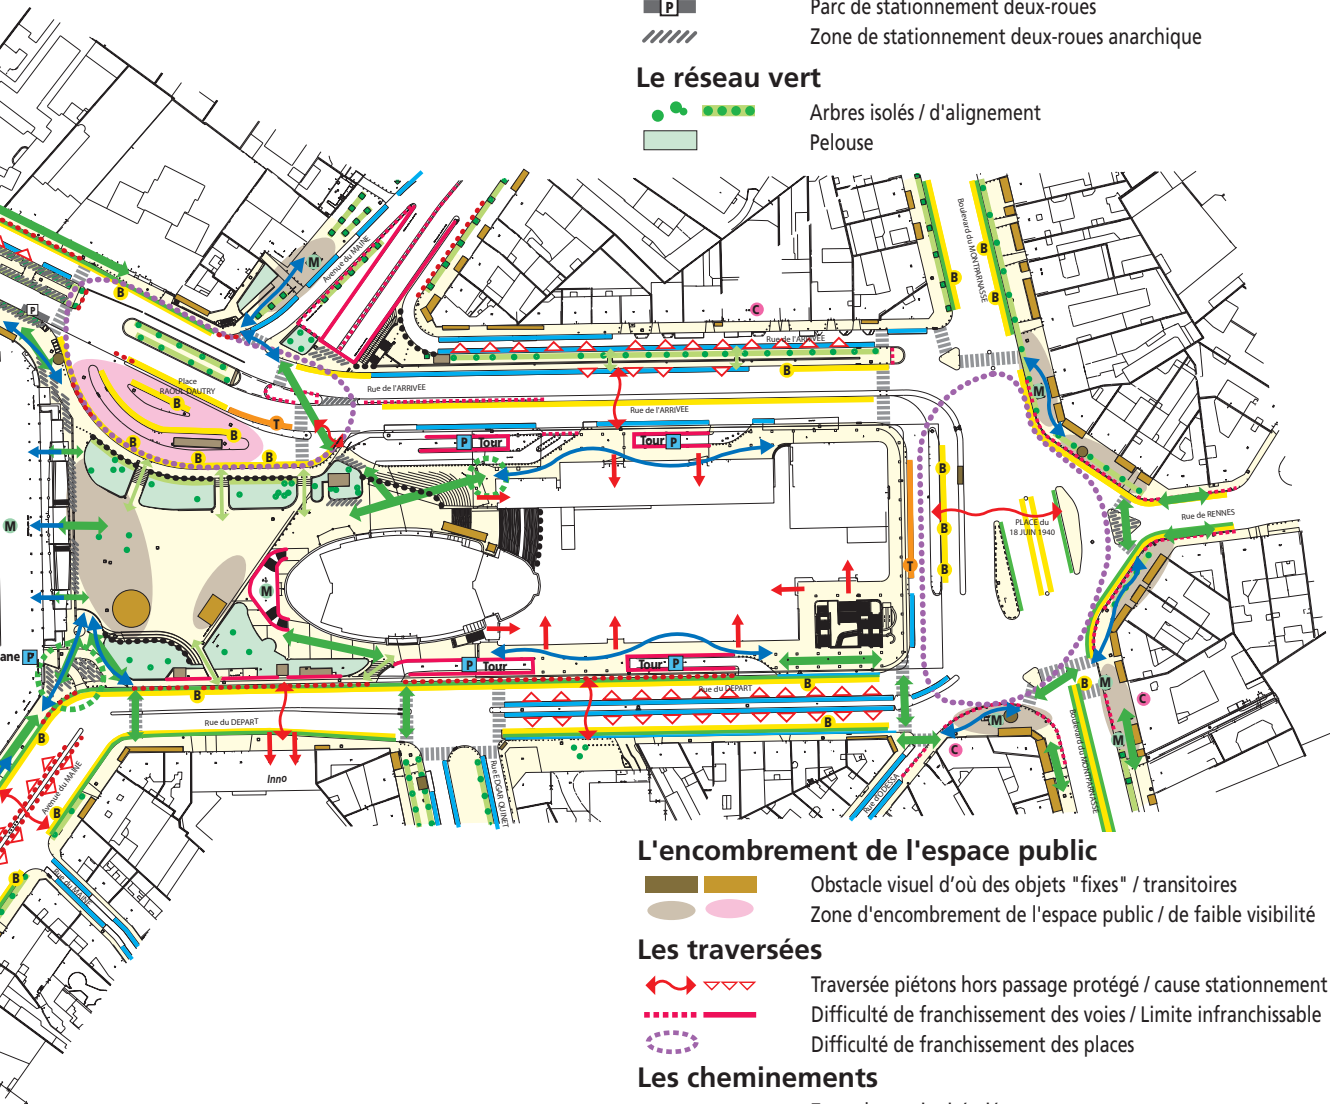 P
Parc de stationnement deux-roues
Zone de stationnement deux-roues anarchique
Le réseau vert
Arbres isolés / d'alignement
Pelouse
Avenue du MAINE
M
Boulevard du MONTPARNASSE
B
B
B
B
P
C
Rue de l'ARRIVÉE
Place
RAOUL DAUTRY
B
Rue de l'ARRIVEE
B
Rue de l'ARRIVEE
M
T
B
B
B
B
P Tour
Tour P
B
M
PLACE du
18 JUIN 1940
B
Rue de RENNES
T
B
M
ane P
P Tour
Tour P
B
Rue du DEPART
B
B
M
C
B
Rue du DEPART
B
M
M
C
Inno
Avenue du MAINE
B
Rue EDGAR QUINET
Rue d'ODESSA
Boulevard du MONTPARNASSE
B
Rue du MAINE
L'encombrement de l'espace public
Obstacle visuel d’où des objets "fixes" / transitoires
Zone d'encombrement de l'espace public / de faible visibilité
Les traversées
Traversée piétons hors passage protégé / cause stationnement
Difficulté de franchissement des voies / Limite infranchissable
Difficulté de franchissement des places
Les cheminements